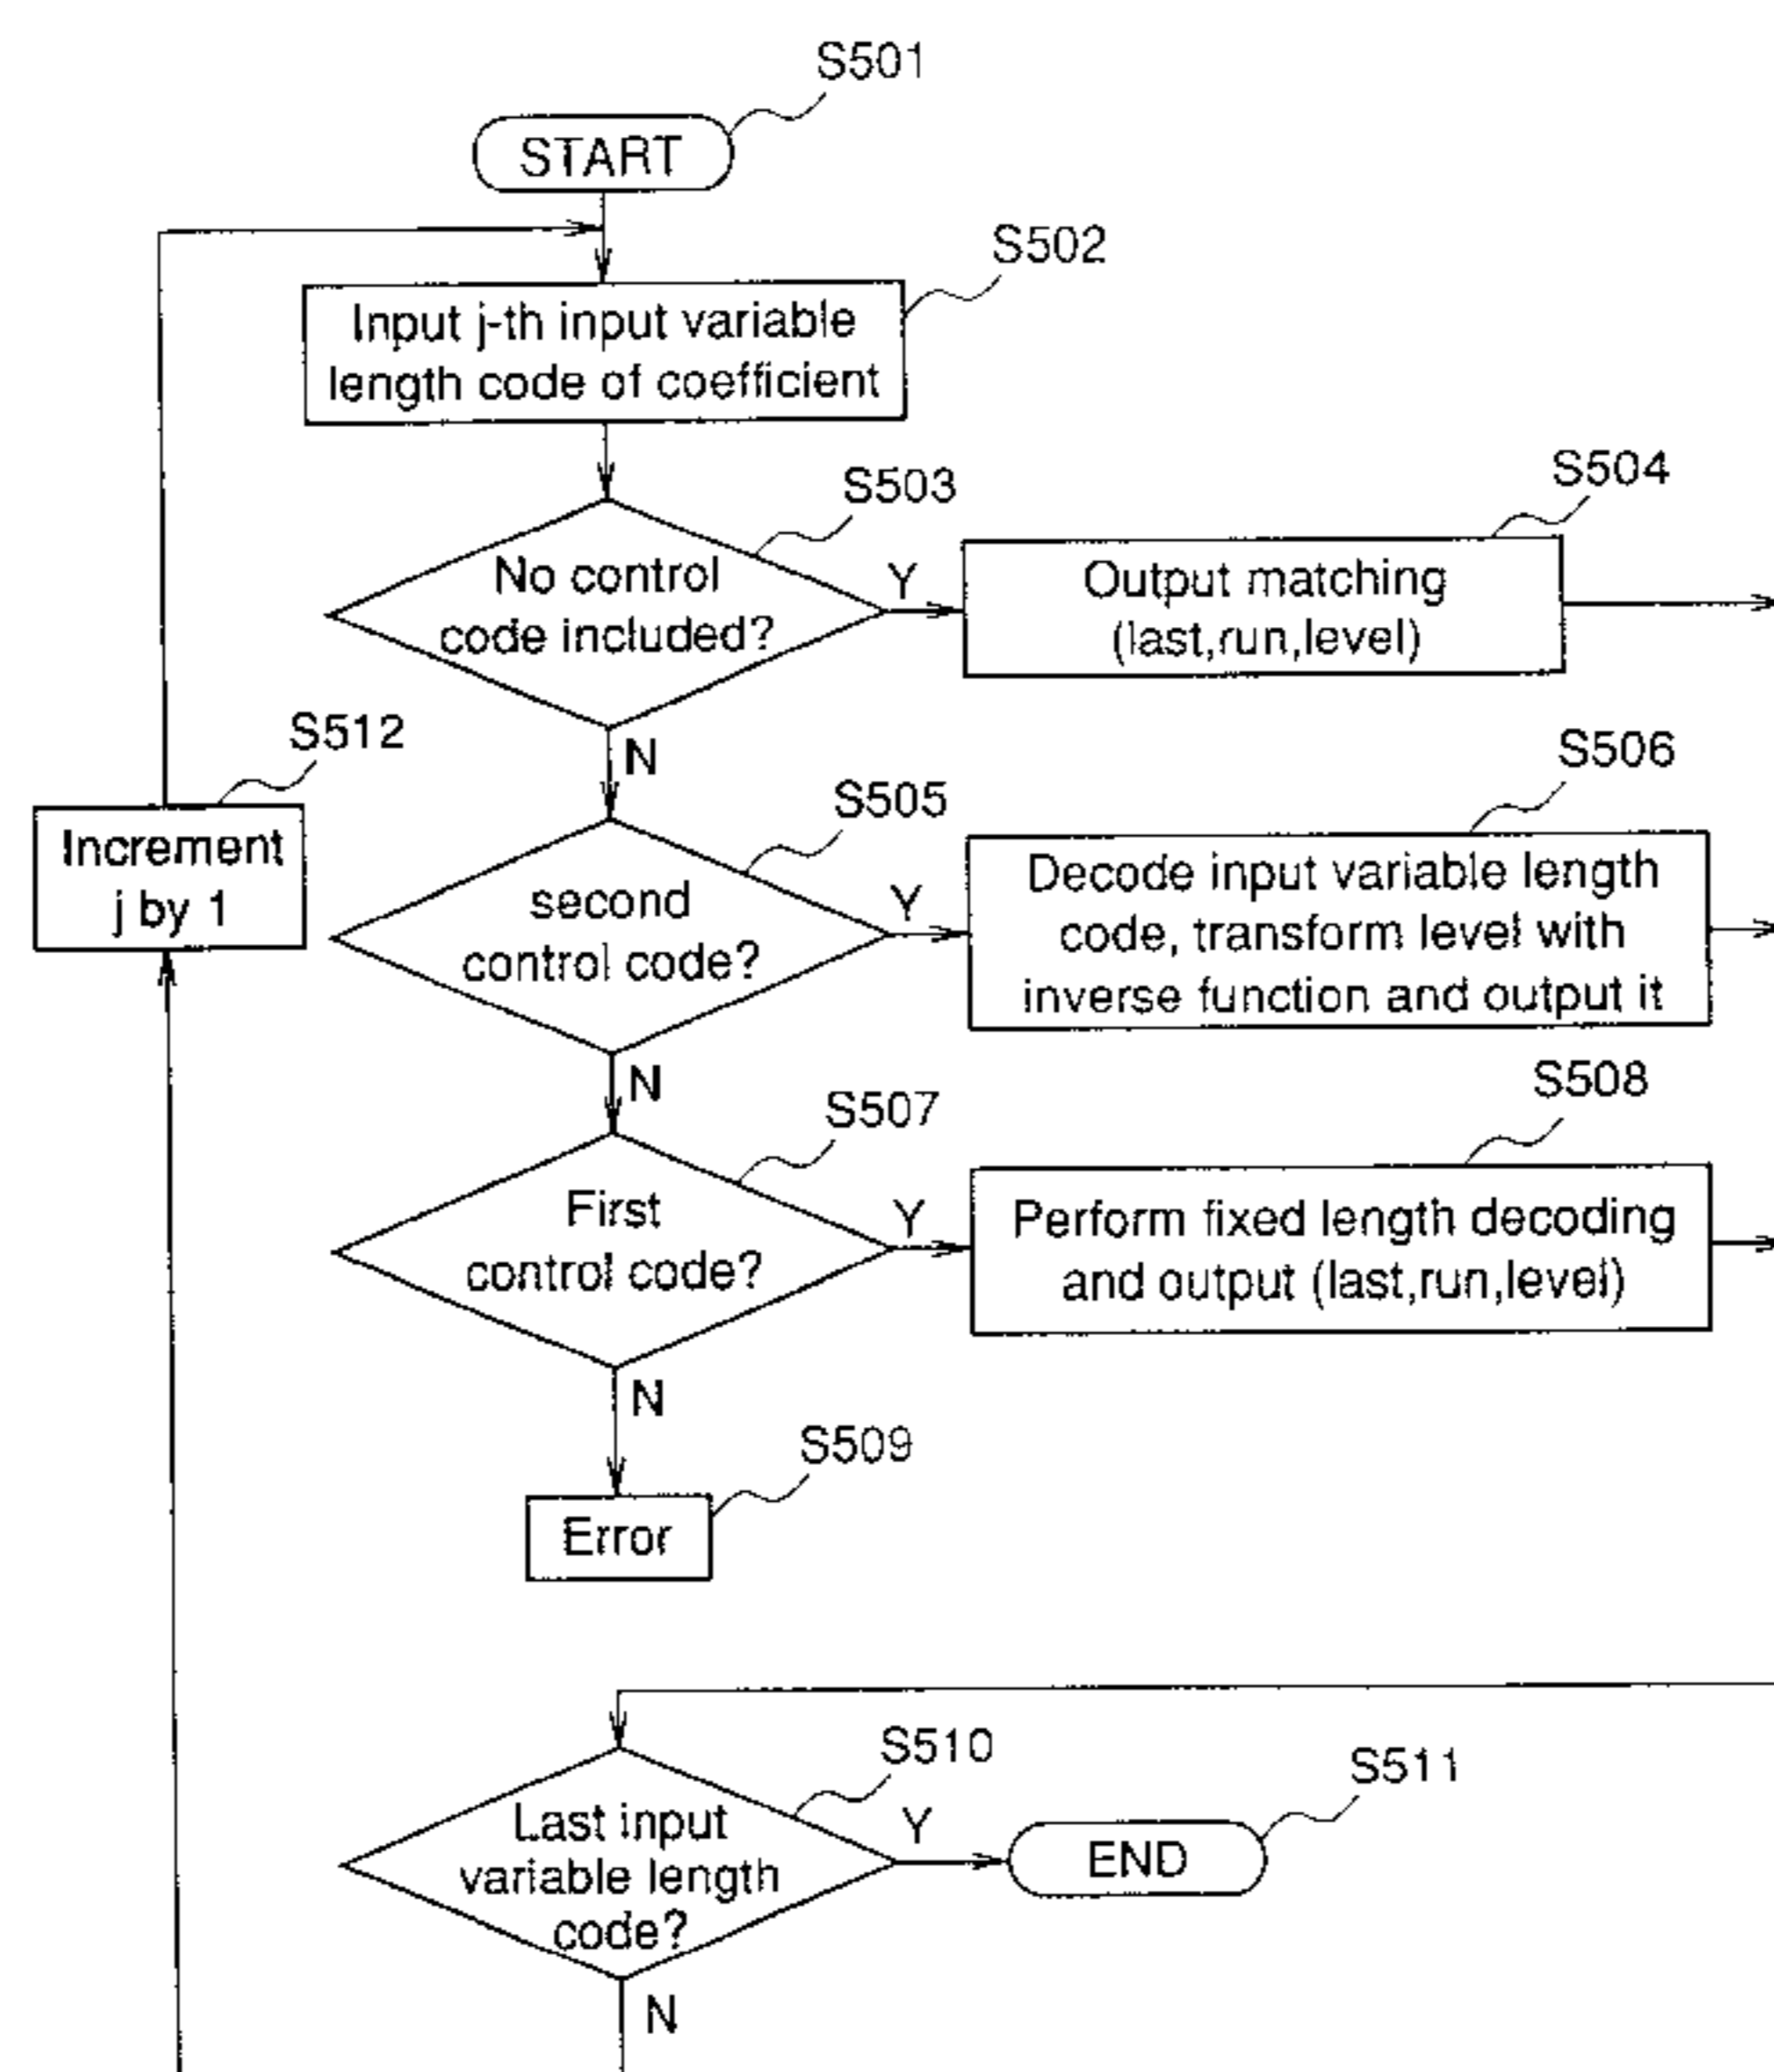 S501
START
S502
Input j-th input variable
length code of coefficient
S503
No control
code included?
Y
S504
Output matching
(last,run,level)
N
S512
Increment
j by 1
S505
second
control code?
Y
S506
Decode input variable length
code, transform level with
inverse function and output it
N
S507
First
control code?
Y
S508
Perform fixed length decoding
and output (last,run,level)
N
S509
Error
S510
Last input
variable length
code?
Y
S511
END
N